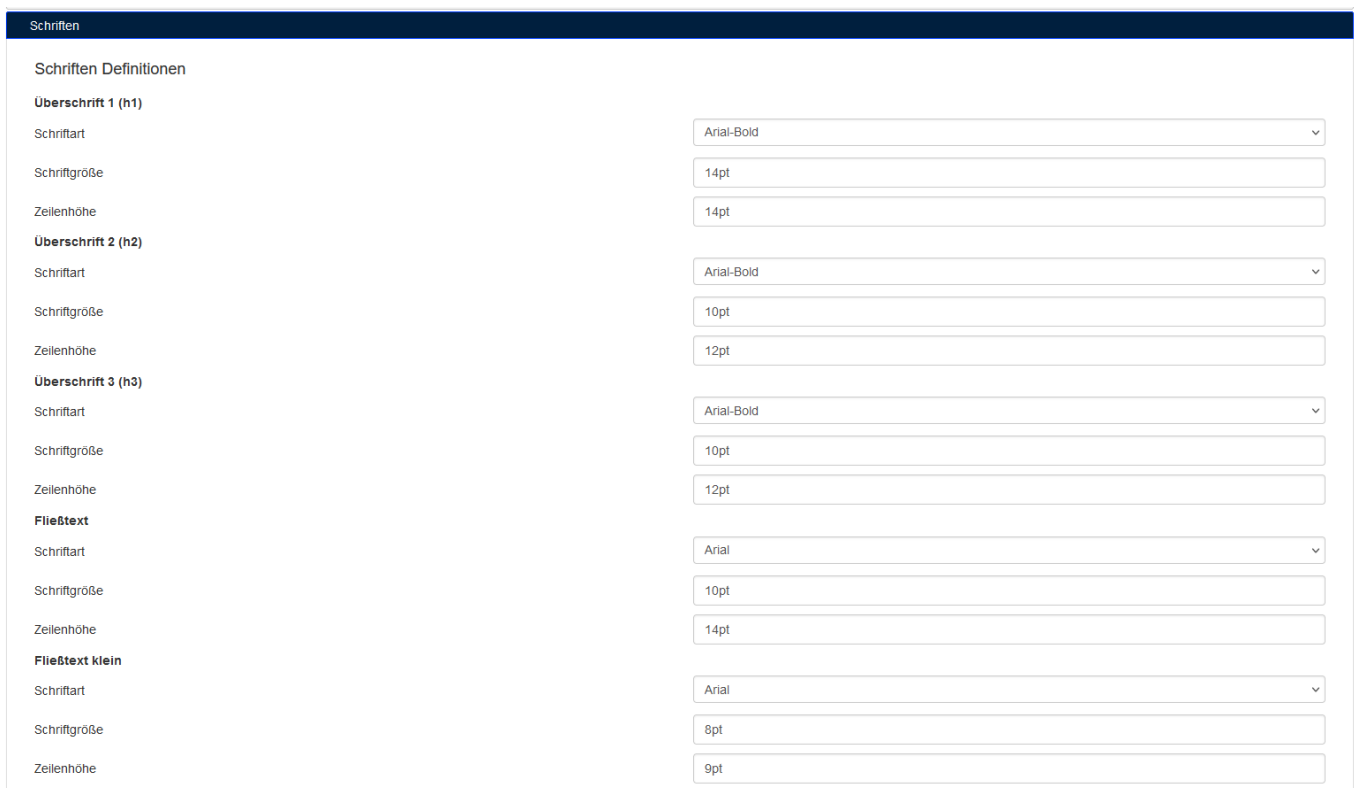 Schriften
Schriften Definitionen
Überschrift 1 (h1)
Schriftart Arial-Bold
Schriftgröße 14pt
Zeilenhöhe 14pt
Überschrift 2 (h2)
Schriftart Arial-Bold
Schriftgröße 10pt
Zeilenhöhe 12pt
Überschrift 3 (h3)
Schriftart Arial-Bold
Schriftgröße 10pt
Zeilenhöhe 12pt
Fließtext
Schriftart Arial
Schriftgröße 10pt
Zeilenhöhe 14pt
Fließtext klein
Schriftart Arial
Schriftgröße 8pt
Zeilenhöhe 9pt